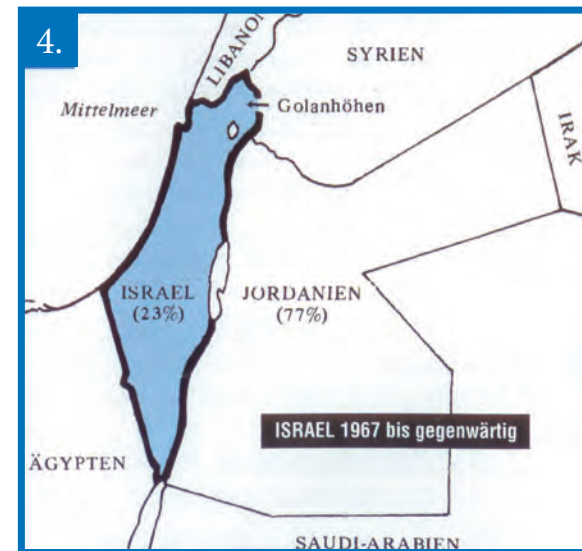 4.
LIBANON
SYRIEN
Mittelmeer
Golanhöhen
IRAK
ISRAEL
(23%)
JORDANIEN
(77%)
ISRAEL 1967 bis gegenwärtig
ÄGYPTEN
SAUDI-ARABIEN